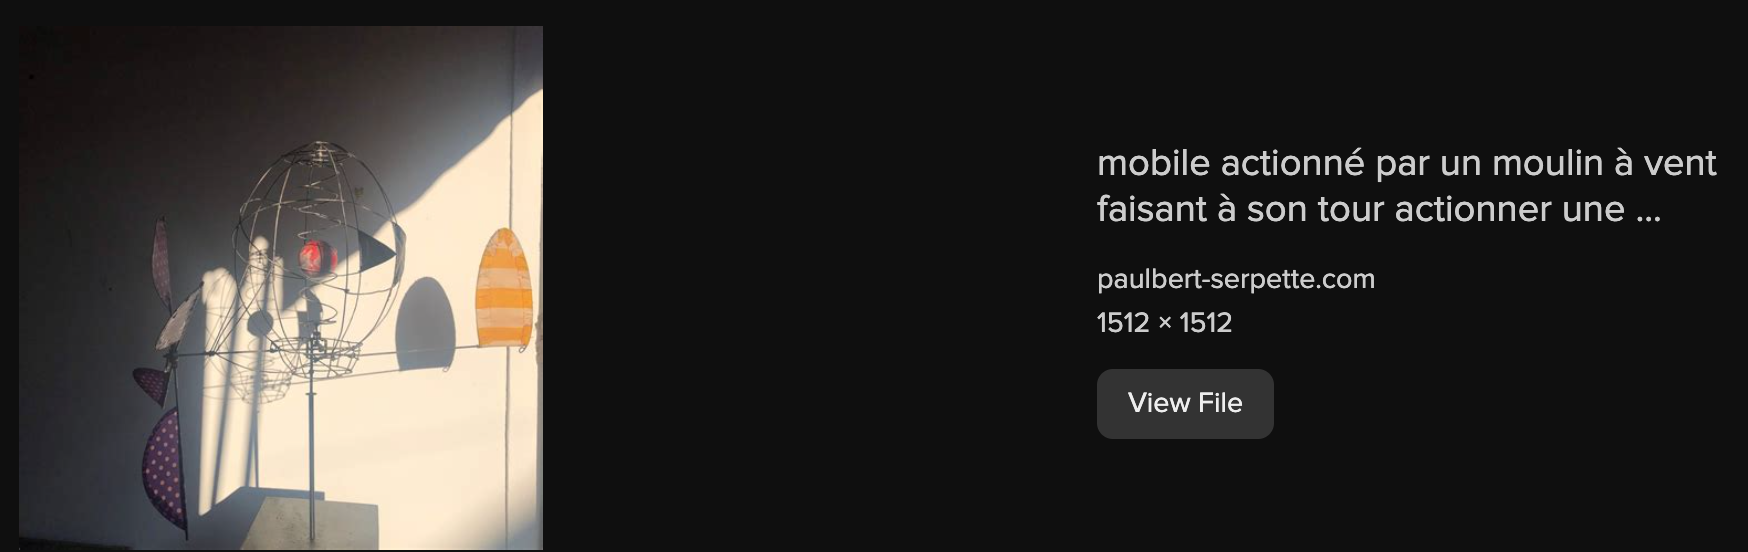 mobile actionné par un moulin à vent
faisant à son tour actionner une ...
paulbert-serpette.com
1512 × 1512
View File